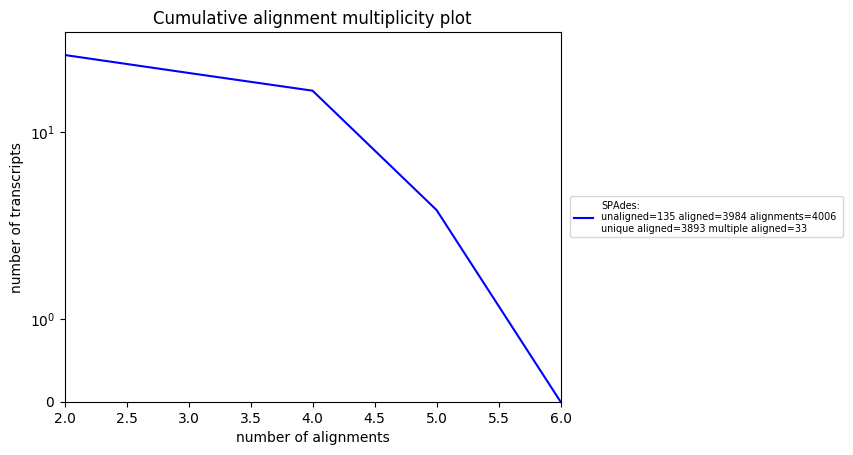 Cumulative alignment multiplicity plot
number of transcripts
10¹
10⁰
0
2.0 2.5 3.0 3.5 4.0 4.5 5.0 5.5 6.0
number of alignments
SPAdes:
unaligned=135 aligned=3984 alignments=4006
unique aligned=3893 multiple aligned=33